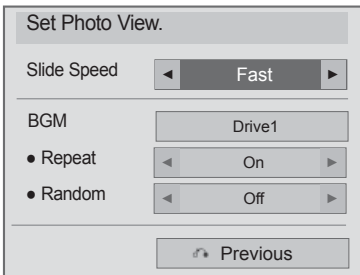 Set Photo View.
Slide Speed ◄ Fast ►
BGM Drive1
● Repeat ◄ On ►
● Random ◄ Off ►
Previous